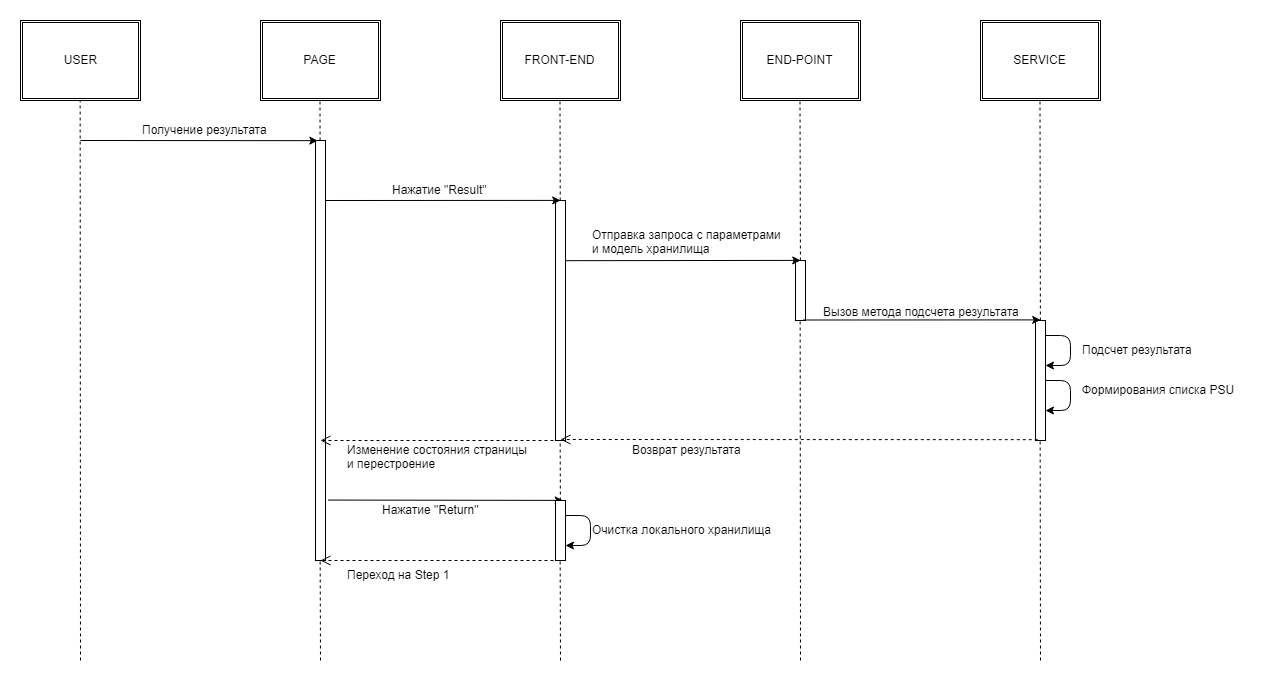 USER
PAGE
FRONT-END
END-POINT
SERVICE
Получение результата
Нажатие "Result"
Отправка запроса с параметрами
и модель хранилища
Вызов метода подсчета результата
Подсчет результата
Формирования списка PSU
Изменение состояния страницы
и перестроение
Возврат результата
Нажатие "Return"
Очистка локального хранилища
Переход на Step 1